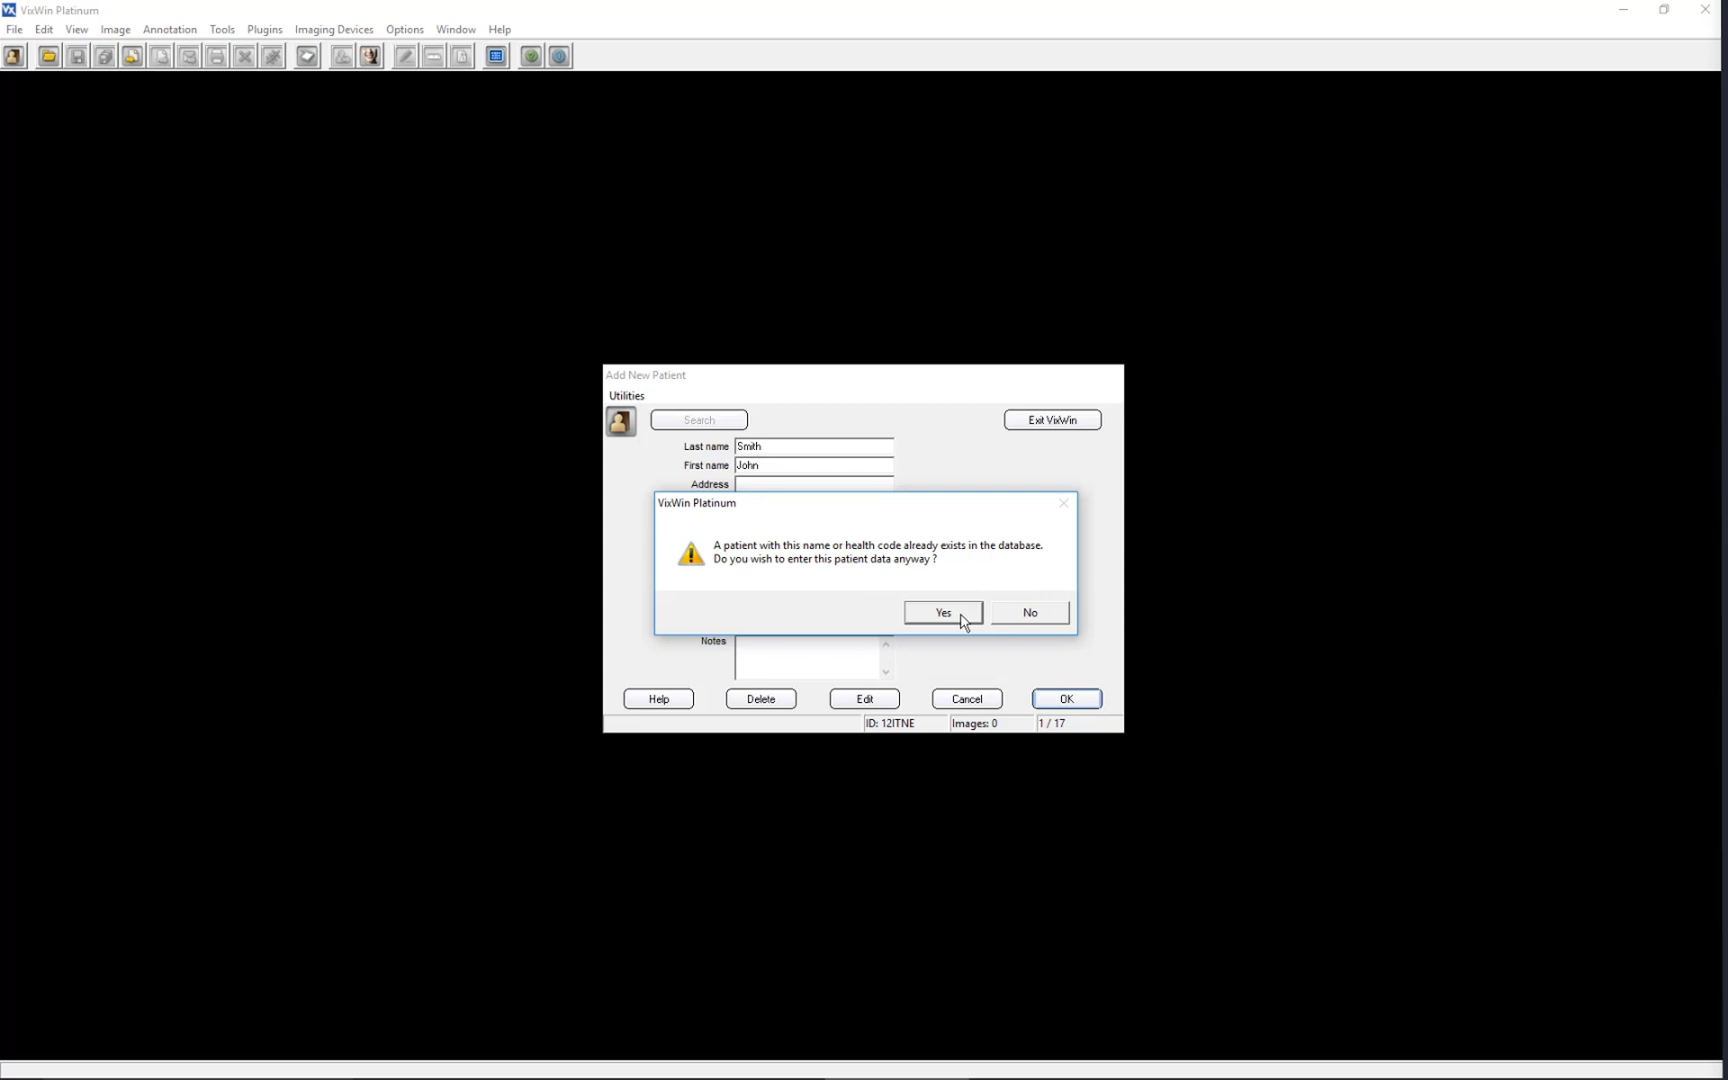 VixWin Platinum
File Edit View Image Annotation Tools Plugins Imaging Devices Options Window Help
Add New Patient
Utilities
Search
Exit VixWin
Last name Smith
First name John
Address
VixWin Platinum
A patient with this name or health code already exists in the database.
Do you wish to enter this patient data anyway ?
Yes No
Notes
Help Delete Edit Cancel OK
ID: 12ITNE Images: 0 1 / 17